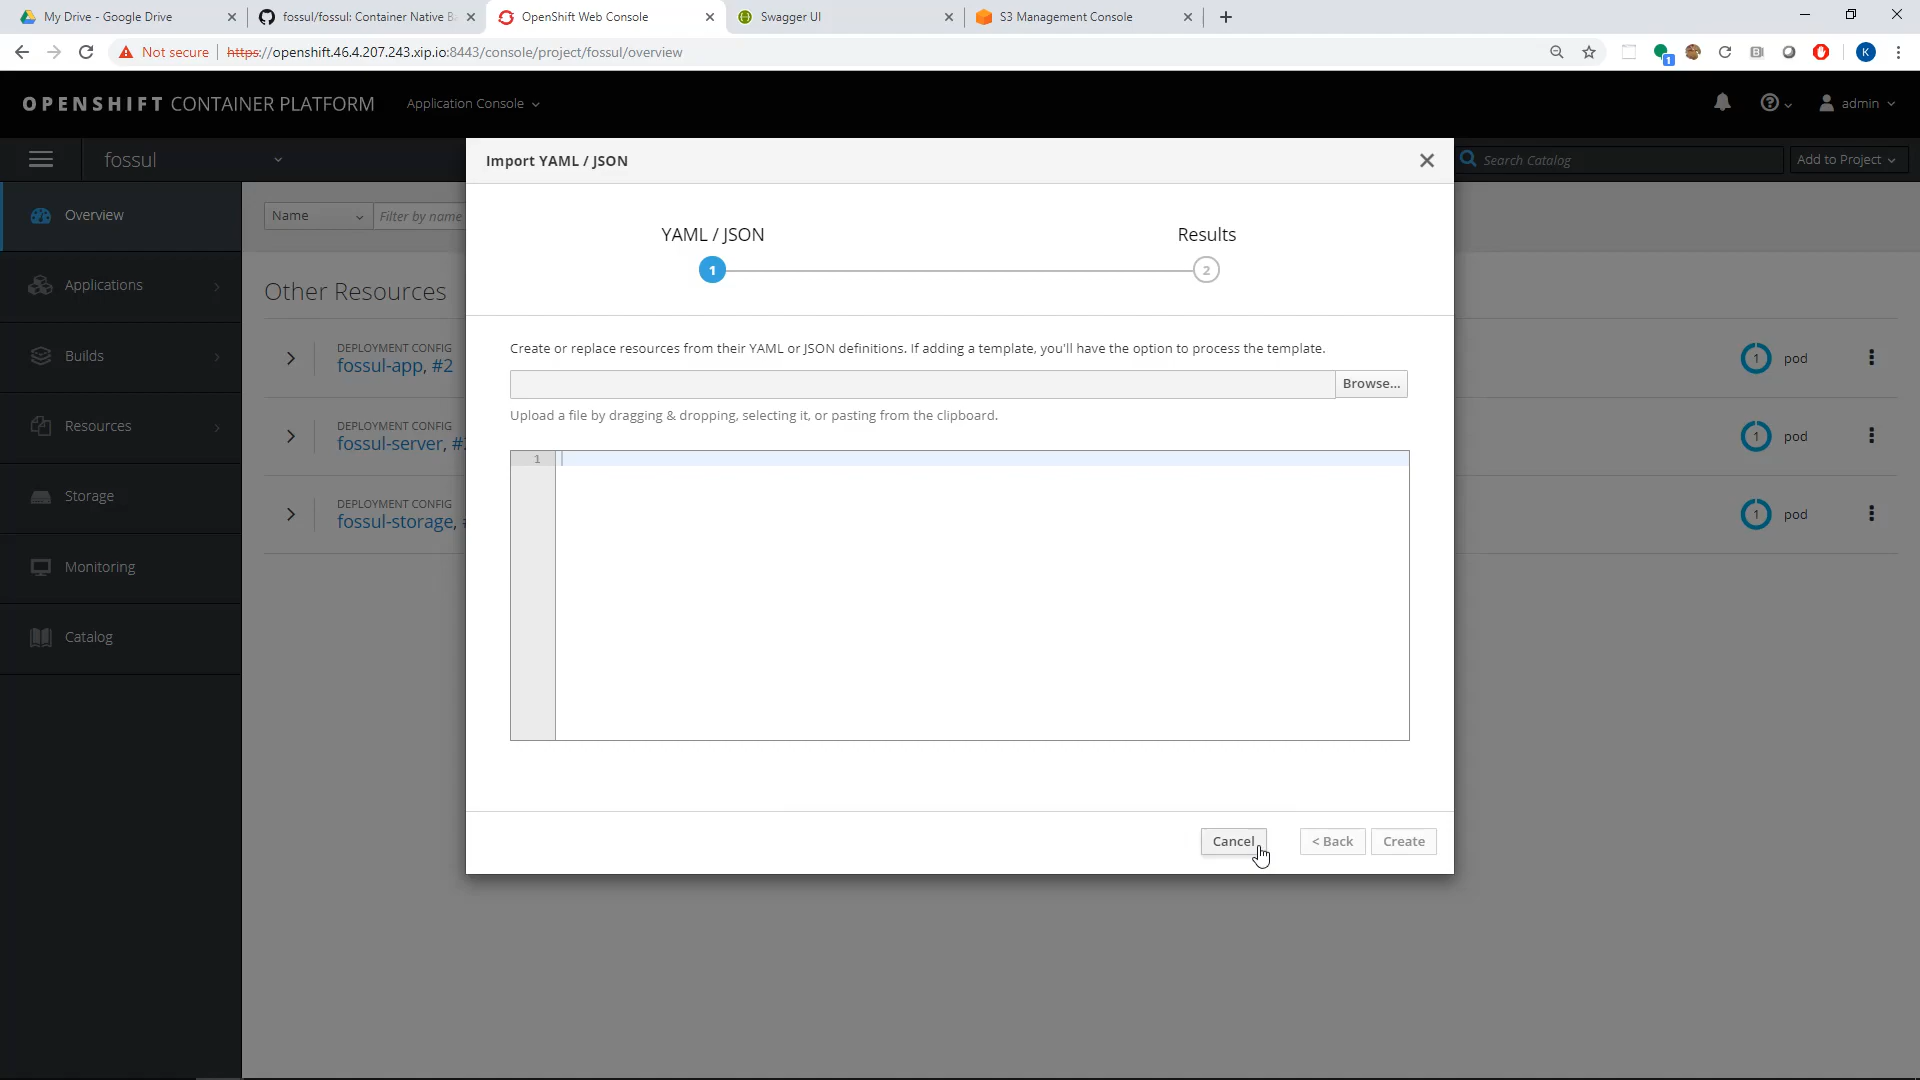 My Drive - Google Drive
fossul/fossul: Container Native Ba
OpenShift Web Console
Swagger UI
S3 Management Console
Not secure
https://openshift.46.4.207.243.xip.io:8443/console/project/fossul/overview
1
K
OPENSHIFT CONTAINER PLATFORM
Application Console
admin
fossul
Import YAML / JSON
Search Catalog
Add to Project
Overview
Name
Filter by name
YAML / JSON
Results
1
2
Applications
Other Resources
Create or replace resources from their YAML or JSON definitions. If adding a template, you'll have the option to process the template.
Browse...
Upload a file by dragging & dropping, selecting it, or pasting from the clipboard.
DEPLOYMENT CONFIG
fossul-app, #2
1 pod
Builds
DEPLOYMENT CONFIG
fossul-server, #
1 pod
Resources
1
DEPLOYMENT CONFIG
fossul-storage,
1 pod
Storage
Monitoring
Catalog
Cancel
< Back
Create